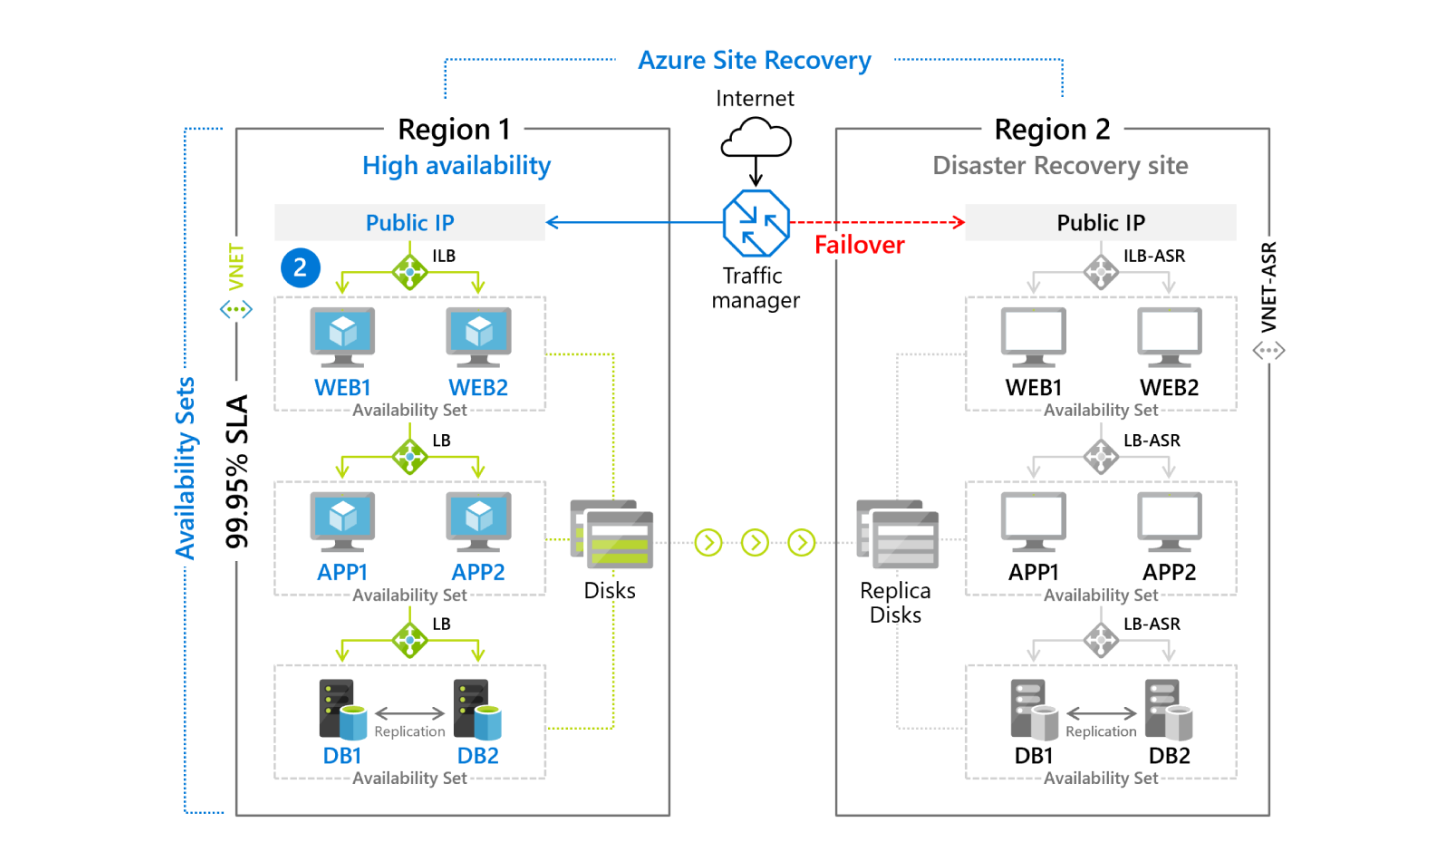 Azure Site Recovery
Internet
Region 1
High availability
Region 2
Disaster Recovery site
Public IP
Public IP
Failover
Traffic
manager
VNET
2
ILB
WEB1
WEB2
Availability Set
Availability Sets
99.95% SLA
LB
APP1
APP2
Availability Set
Disks
LB
DB1
Replication
DB2
Availability Set
ILB-ASR
VNET-ASR
WEB1
WEB2
Availability Set
LB-ASR
APP1
APP2
Availability Set
Replica
Disks
LB-ASR
DB1
Replication
DB2
Availability Set